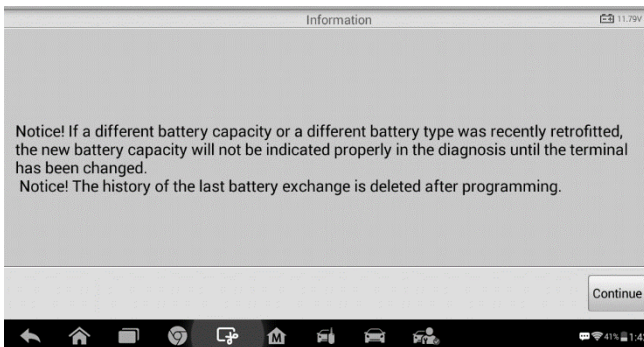 Information
11.79V
Notice! If a different battery capacity or a different battery type was recently retrofitted,
the new battery capacity will not be indicated properly in the diagnosis until the terminal
has been changed.
Notice! The history of the last battery exchange is deleted after programming.
Continue
M
41%